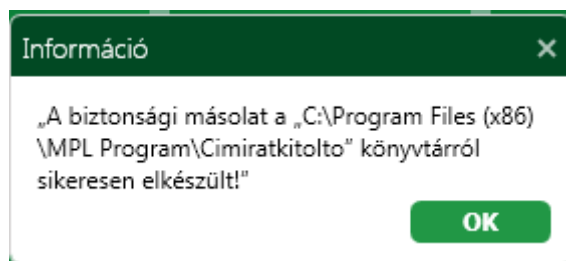 Információ
„A biztonsági másolat a „C:\Program Files (x86)
\MPL Program\Cimiratkitolto” könyvtárról
sikeresen elkészült!”
OK